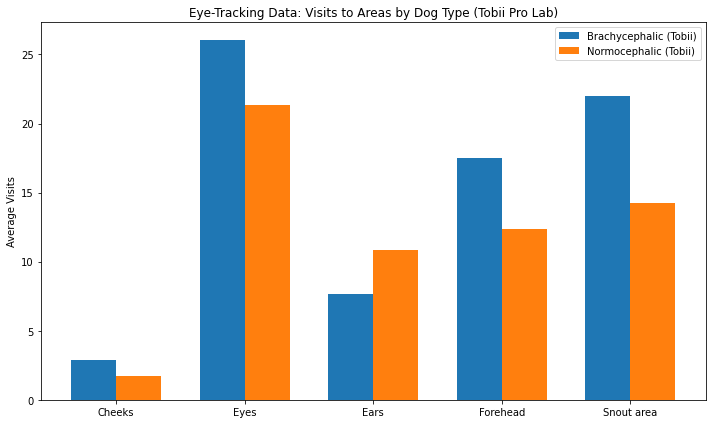 Eye-Tracking Data: Visits to Areas by Dog Type (Tobii Pro Lab)
Brachycephalic (Tobii)
Normocephalic (Tobii)
Average Visits
25
20
15
10
5
0
Cheeks Eyes Ears Forehead Snout area